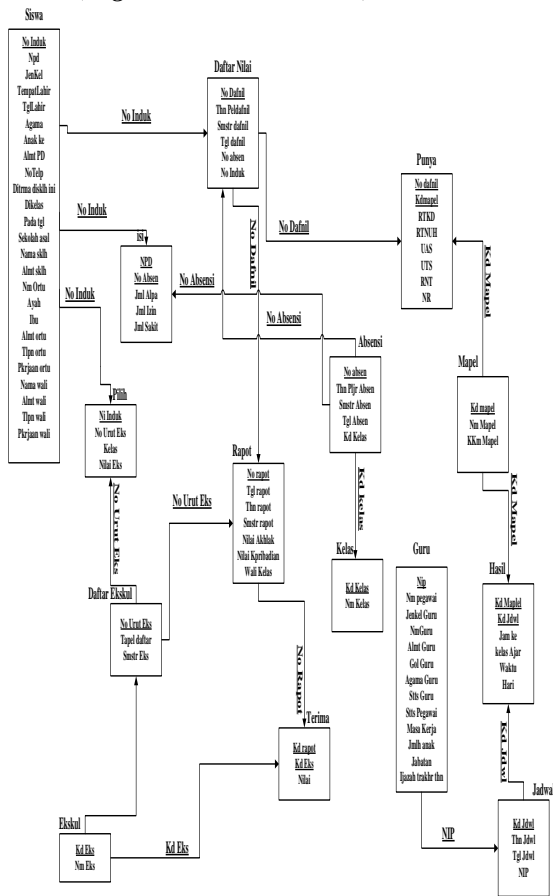 Siswa
No Induk
Npd
JenKel
TempatLahir
TglLahir
Agama
Anak ke
Almt PD
NoTelp
Ditrma disklh ini
Dikelas
Pada tgl
Sekolah asal
Nama sklh
Almt sklh
Nm Ortu
Ayah
Ibu
Almt ortu
Tlpn ortu
Pkrjaan ortu
Nama wali
Almt wali
Tlpn wali
Pkrjaan wali
No Induk
No Induk
No Induk
Daftar Nilai
No Dafnil
Thn Peldafnil
Smstr dafnil
Tgl dafnil
No absen
No Induk
No Dafnil
No Dafnil
Punya
No dafnil
Kdmapel
RTKD
RTNUH
UAS
UTS
RNT
NR
Kd Mapel
isi
NPD
No Absen
Jml Alpa
Jml Izin
Jml Sakit
No Absensi
No Absensi
Absensi
No absen
Thn Pljr Absen
Smstr Absen
Tgl Absen
Kd Kelas
Kd kelas
Mapel
Kd mapel
Nm Mapel
KKm Mapel
Kd Mapel
Pilih
Ni Induk
No Urut Eks
Kelas
Nilai Eks
No Urut Eks
No Urut Eks
Rapot
No rapot
Tgl rapot
Thn rapot
Smstr rapot
Nilai Akhlak
Nilai Kpribadian
Wali Kelas
No Rapot
Kelas
Kd Kelas
Nm Kelas
Guru
Nip
Nm pegawai
Jenkel Guru
NmGuru
Almt Guru
Gol Guru
Agama Guru
Stts Guru
Stts Pegawai
Masa Kerja
Jmlh anak
Jabatan
Ijazah trakhr thn
NIP
Hasil
Kd Maplel
Kd Jdwl
Jam ke
kelas Ajar
Waktu
Hari
Kd Jdwl
Daftar Ekskul
No Urut Eks
Tapel daftar
Smstr Eks
Terima
Kd rapot
Kd Eks
Nilai
Ekskul
Kd Eks
Nm Eks
Kd Eks
Jadwal
Kd Jdwl
Thn Jdwl
Tgl Jdwl
NIP